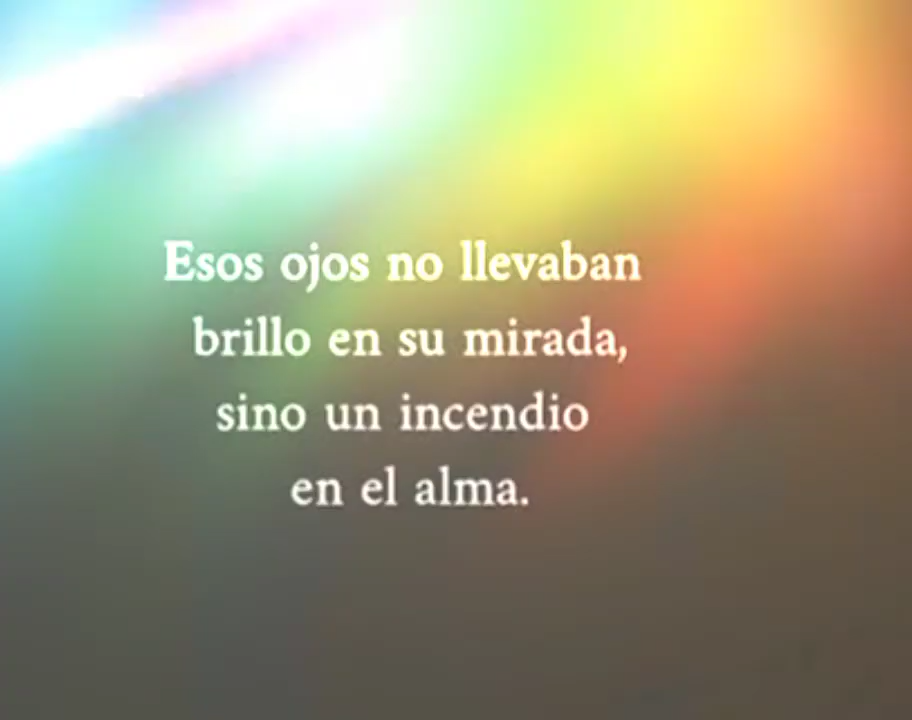 Esos ojos no llevaban
brillo en su mirada,
sino un incendio
en el alma.